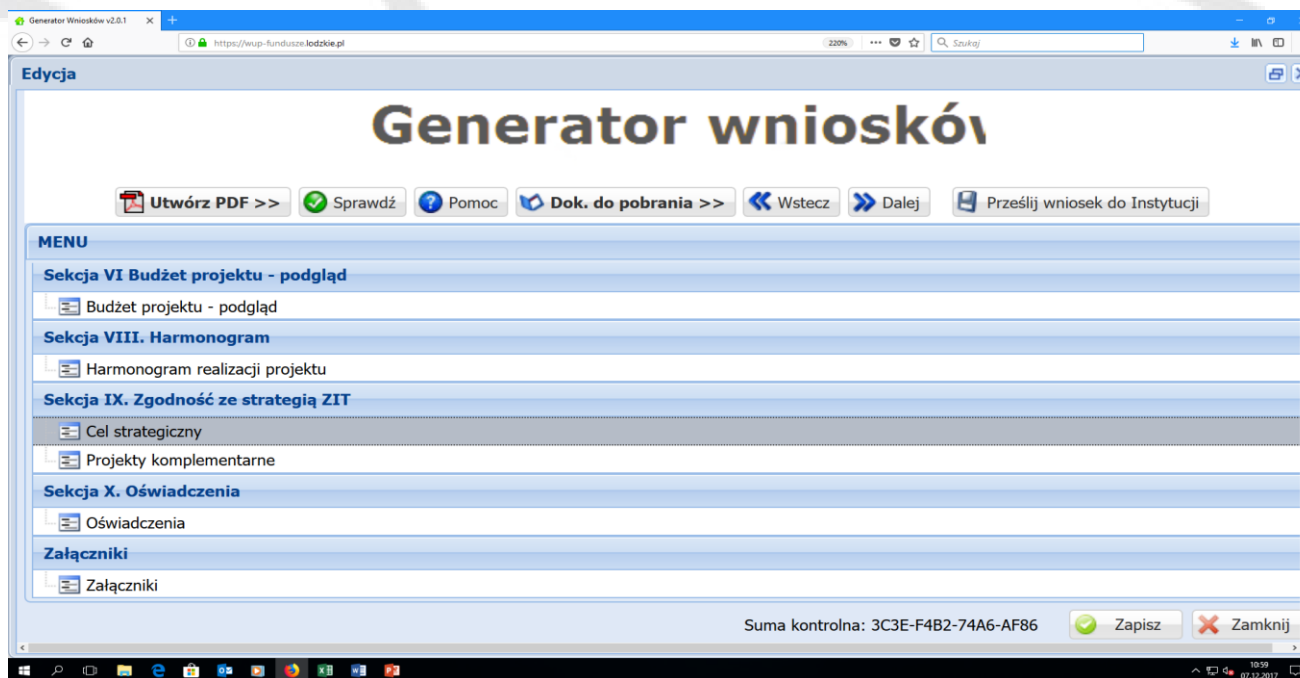 Generator Wniosków v2.0.1
https://wup-fundusze.lodzkie.pl 220% Szukaj
Edycja
Generator wniosków
Utwórz PDF >> Sprawdź Pomoc Dok. do pobrania >> Wstecz Dalej Prześlij wniosek do Instytucji
MENU
Sekcja VI Budżet projektu - podgląd
Budżet projektu - podgląd
Sekcja VIII. Harmonogram
Harmonogram realizacji projektu
Sekcja IX. Zgodność ze strategią ZIT
Cel strategiczny
Projekty komplementarne
Sekcja X. Oświadczenia
Oświadczenia
Załączniki
Załączniki
Suma kontrolna: 3C3E-F4B2-74A6-AF86 Zapisz Zamknij
10:59
07.12.2017